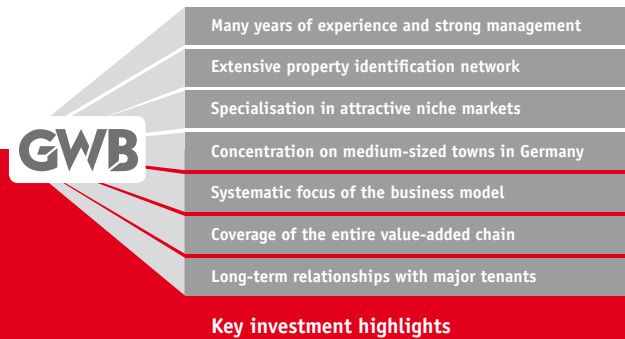 Many years of experience and strong management
Extensive property identification network
Specialisation in attractive niche markets
GWB
Concentration on medium-sized towns in Germany
Systematic focus of the business model
Coverage of the entire value-added chain
Long-term relationships with major tenants
Key investment highlights